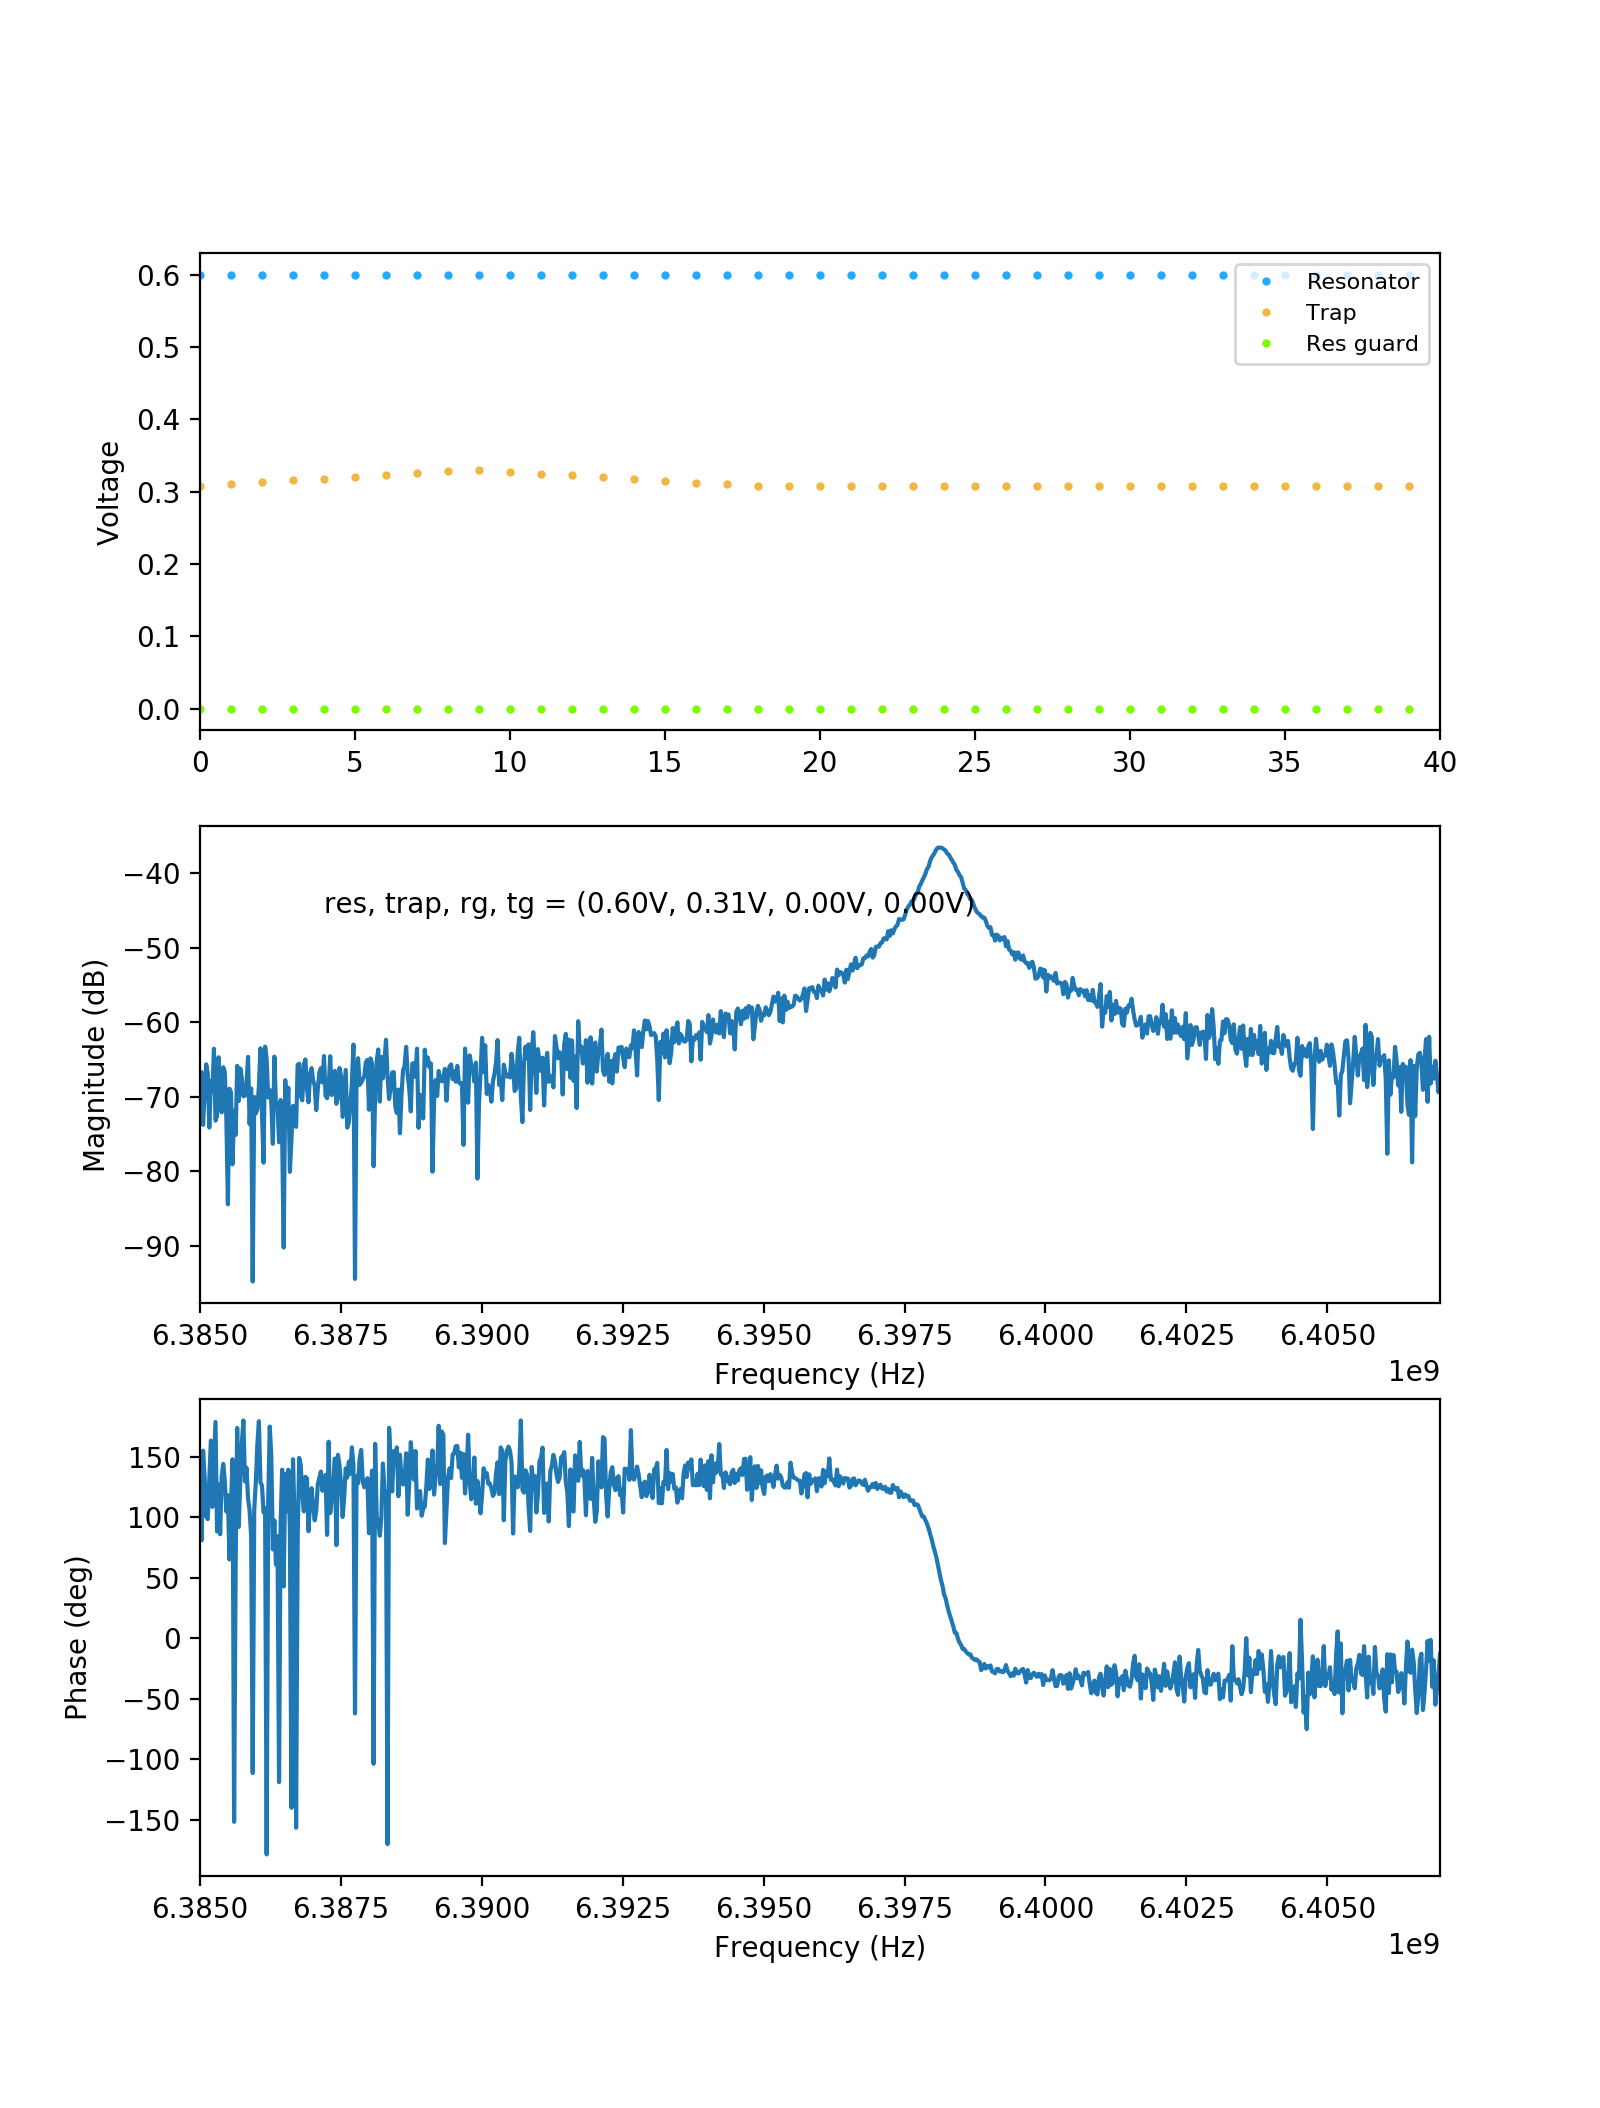 0.6
0.5
0.4
0.3
0.2
0.1
0.0
Voltage
Resonator
Trap
Res guard
0 5 10 15 20 25 30 35 40
−40
−50
−60
−70
−80
−90
Magnitude (dB)
res, trap, rg, tg = (0.60V, 0.31V, 0.00V, 0.00V)
6.3850 6.3875 6.3900 6.3925 6.3950 6.3975 6.4000 6.4025 6.4050
Frequency (Hz)
1e9
150
100
50
0
−50
−100
−150
Phase (deg)
6.3850 6.3875 6.3900 6.3925 6.3950 6.3975 6.4000 6.4025 6.4050
Frequency (Hz)
1e9